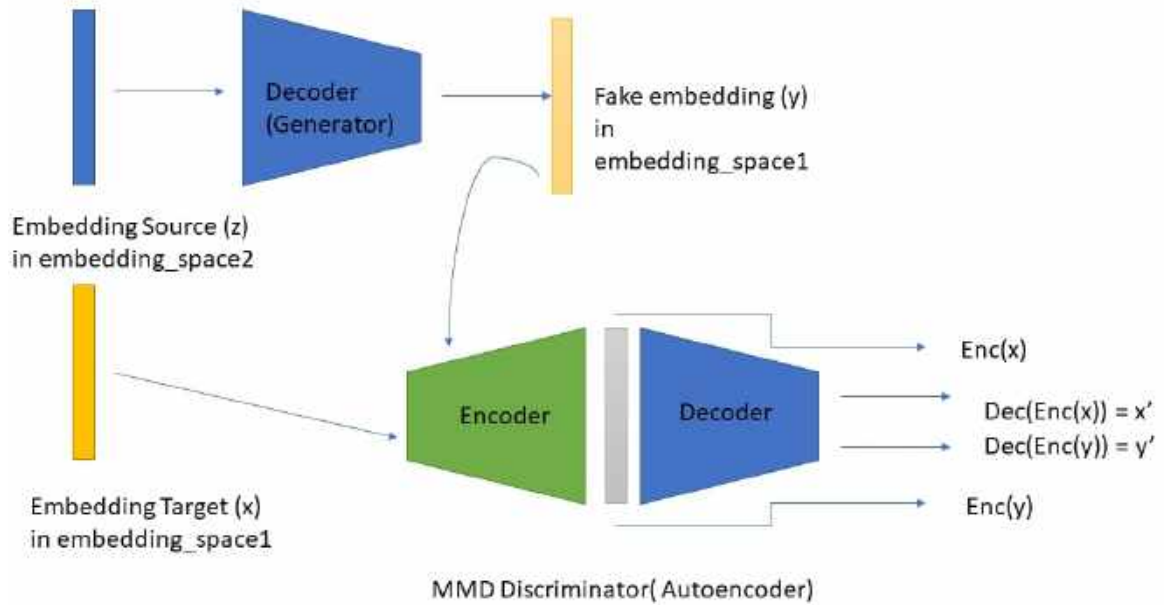 Decoder
(Generator)
Fake embedding (y)
in
embedding_space1
Embedding Source (z)
in embedding_space2
Embedding Target (x)
in embedding_space1
Encoder
Decoder
Enc(x)
Dec(Enc(x)) = x’
Dec(Enc(y)) = y’
Enc(y)
MMD Discriminator( Autoencoder)